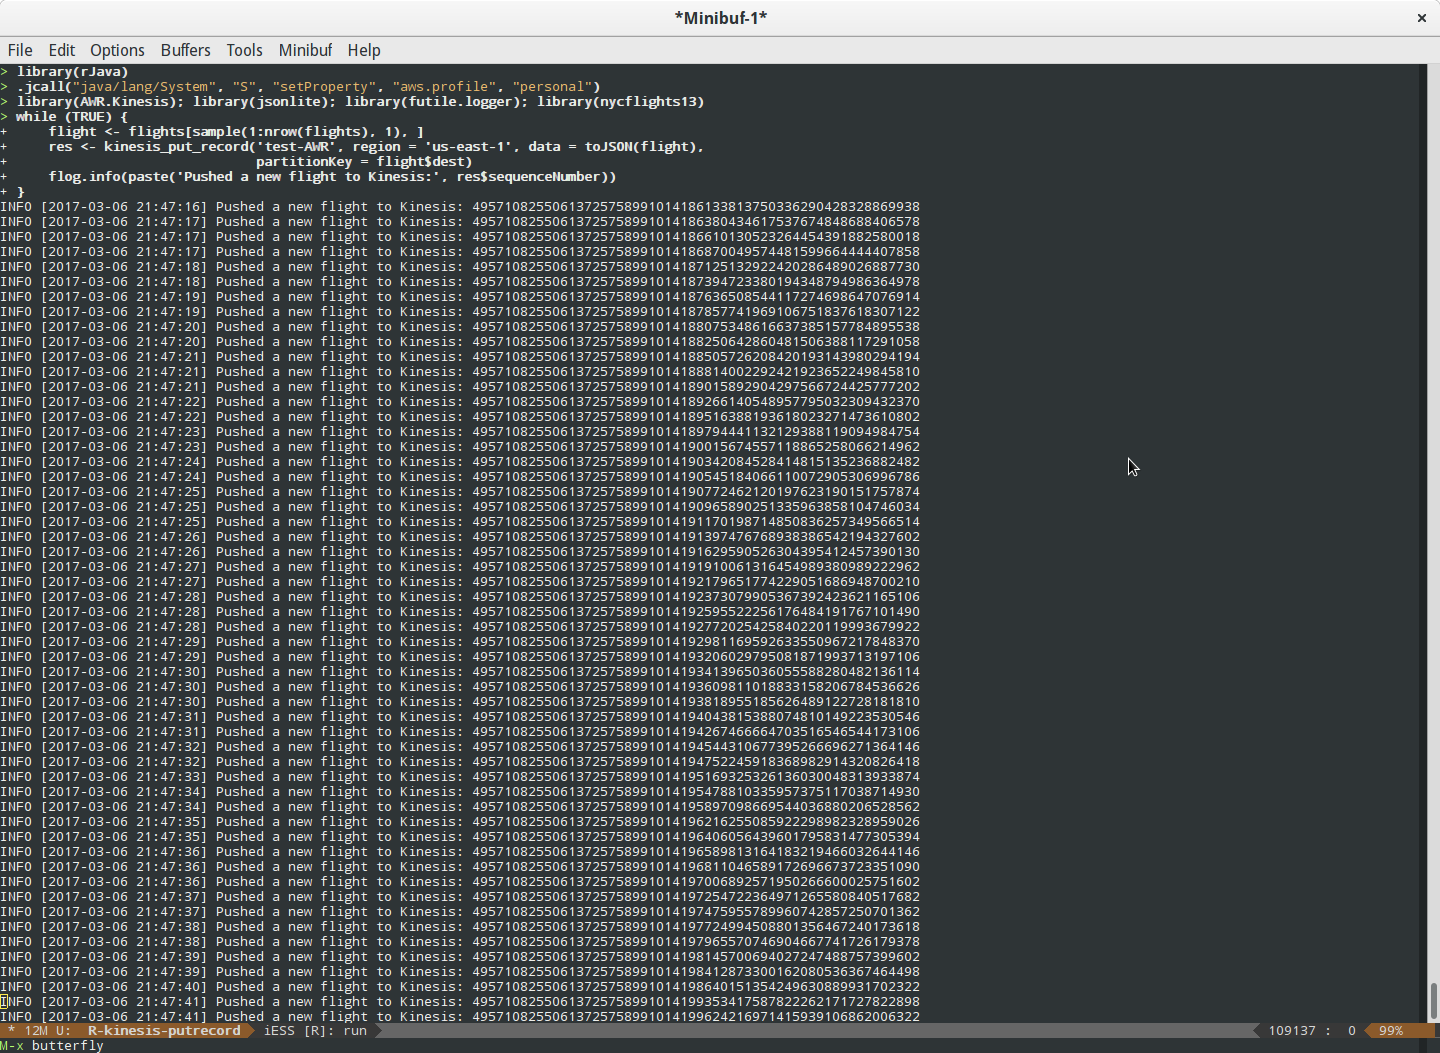 *Minibuf-1*
File Edit Options Buffers Tools Minibuf Help
> library(rJava)
> .jcall("java/lang/System", "S", "setProperty", "aws.profile", "personal")
> library(AWR.Kinesis); library(jsonlite); library(futile.logger); library(nycflights13)
> while (TRUE) {
+     flight <- flights[sample(1:nrow(flights), 1), ]
+     res <- kinesis_put_record('test-AWR', region = 'us-east-1', data = toJSON(flight),
+                               partitionKey = flight$dest)
+     flog.info(paste('Pushed a new flight to Kinesis:', res$sequenceNumber))
+ }
INFO [2017-03-06 21:47:16] Pushed a new flight to Kinesis: 49571082550613725758991014186133813750336290428328869938
INFO [2017-03-06 21:47:17] Pushed a new flight to Kinesis: 49571082550613725758991014186380434617537674848688406578
INFO [2017-03-06 21:47:17] Pushed a new flight to Kinesis: 49571082550613725758991014186610130523264454391882580018
INFO [2017-03-06 21:47:17] Pushed a new flight to Kinesis: 49571082550613725758991014186870049574481599664444407858
INFO [2017-03-06 21:47:18] Pushed a new flight to Kinesis: 49571082550613725758991014187125132922420286489026887730
INFO [2017-03-06 21:47:18] Pushed a new flight to Kinesis: 49571082550613725758991014187394723380194348794986364978
INFO [2017-03-06 21:47:19] Pushed a new flight to Kinesis: 49571082550613725758991014187636508544117274698647076914
INFO [2017-03-06 21:47:19] Pushed a new flight to Kinesis: 49571082550613725758991014187857741969106751837618307122
INFO [2017-03-06 21:47:20] Pushed a new flight to Kinesis: 49571082550613725758991014188075348616637385157784895538
INFO [2017-03-06 21:47:20] Pushed a new flight to Kinesis: 49571082550613725758991014188250642860481506388117291058
INFO [2017-03-06 21:47:21] Pushed a new flight to Kinesis: 49571082550613725758991014188505726208420193143980294194
INFO [2017-03-06 21:47:21] Pushed a new flight to Kinesis: 49571082550613725758991014188814002292421923652249845810
INFO [2017-03-06 21:47:21] Pushed a new flight to Kinesis: 49571082550613725758991014189015892904297566724425777202
INFO [2017-03-06 21:47:22] Pushed a new flight to Kinesis: 49571082550613725758991014189266140548957795032309432370
INFO [2017-03-06 21:47:22] Pushed a new flight to Kinesis: 49571082550613725758991014189516388193618023271473610802
INFO [2017-03-06 21:47:23] Pushed a new flight to Kinesis: 49571082550613725758991014189794441132129388119094984754
INFO [2017-03-06 21:47:23] Pushed a new flight to Kinesis: 49571082550613725758991014190015674557118865258066214962
INFO [2017-03-06 21:47:24] Pushed a new flight to Kinesis: 49571082550613725758991014190342084528414815135236882482
INFO [2017-03-06 21:47:24] Pushed a new flight to Kinesis: 49571082550613725758991014190545184066110072905306996786
INFO [2017-03-06 21:47:25] Pushed a new flight to Kinesis: 49571082550613725758991014190772462120197623190151757874
INFO [2017-03-06 21:47:25] Pushed a new flight to Kinesis: 49571082550613725758991014190965890251335963858104746034
INFO [2017-03-06 21:47:25] Pushed a new flight to Kinesis: 49571082550613725758991014191170198714850836257349566514
INFO [2017-03-06 21:47:26] Pushed a new flight to Kinesis: 49571082550613725758991014191397476768938386542194327602
INFO [2017-03-06 21:47:26] Pushed a new flight to Kinesis: 49571082550613725758991014191629590526304395412457390130
INFO [2017-03-06 21:47:27] Pushed a new flight to Kinesis: 49571082550613725758991014191910061316454989380989222962
INFO [2017-03-06 21:47:27] Pushed a new flight to Kinesis: 49571082550613725758991014192179651774229051686948700210
INFO [2017-03-06 21:47:28] Pushed a new flight to Kinesis: 49571082550613725758991014192373079905367392423621165106
INFO [2017-03-06 21:47:28] Pushed a new flight to Kinesis: 49571082550613725758991014192595522256176484191767101490
INFO [2017-03-06 21:47:28] Pushed a new flight to Kinesis: 49571082550613725758991014192772025425840220119993679922
INFO [2017-03-06 21:47:29] Pushed a new flight to Kinesis: 49571082550613725758991014192981169592633550967217848370
INFO [2017-03-06 21:47:29] Pushed a new flight to Kinesis: 49571082550613725758991014193206029795081871993713197106
INFO [2017-03-06 21:47:30] Pushed a new flight to Kinesis: 49571082550613725758991014193413965036055588280482136114
INFO [2017-03-06 21:47:30] Pushed a new flight to Kinesis: 49571082550613725758991014193609811018833158206784536626
INFO [2017-03-06 21:47:30] Pushed a new flight to Kinesis: 49571082550613725758991014193818955185626489122728181810
INFO [2017-03-06 21:47:31] Pushed a new flight to Kinesis: 49571082550613725758991014194043815388074810149223530546
INFO [2017-03-06 21:47:31] Pushed a new flight to Kinesis: 49571082550613725758991014194267466664703516546544173106
INFO [2017-03-06 21:47:32] Pushed a new flight to Kinesis: 49571082550613725758991014194544310677395266696271364146
INFO [2017-03-06 21:47:32] Pushed a new flight to Kinesis: 49571082550613725758991014194752245918368982914320826418
INFO [2017-03-06 21:47:33] Pushed a new flight to Kinesis: 49571082550613725758991014195169325326136030048313933874
INFO [2017-03-06 21:47:34] Pushed a new flight to Kinesis: 49571082550613725758991014195478810335957375117038714930
INFO [2017-03-06 21:47:34] Pushed a new flight to Kinesis: 49571082550613725758991014195897098669544036880206528562
INFO [2017-03-06 21:47:35] Pushed a new flight to Kinesis: 49571082550613725758991014196216255085922298982328959026
INFO [2017-03-06 21:47:35] Pushed a new flight to Kinesis: 49571082550613725758991014196406056439601795831477305394
INFO [2017-03-06 21:47:36] Pushed a new flight to Kinesis: 49571082550613725758991014196589813164183219466032644146
INFO [2017-03-06 21:47:36] Pushed a new flight to Kinesis: 49571082550613725758991014196811046589172696673723351090
INFO [2017-03-06 21:47:36] Pushed a new flight to Kinesis: 49571082550613725758991014197006892571950266600025751602
INFO [2017-03-06 21:47:37] Pushed a new flight to Kinesis: 49571082550613725758991014197254722364971265580840517682
INFO [2017-03-06 21:47:37] Pushed a new flight to Kinesis: 49571082550613725758991014197475955789960742857250701362
INFO [2017-03-06 21:47:38] Pushed a new flight to Kinesis: 49571082550613725758991014197724994508801356467240173618
INFO [2017-03-06 21:47:38] Pushed a new flight to Kinesis: 49571082550613725758991014197965570746904667741726179378
INFO [2017-03-06 21:47:39] Pushed a new flight to Kinesis: 49571082550613725758991014198145700694027247488757399602
INFO [2017-03-06 21:47:39] Pushed a new flight to Kinesis: 49571082550613725758991014198412873300162080536367464498
INFO [2017-03-06 21:47:40] Pushed a new flight to Kinesis: 49571082550613725758991014198640151354249630889931702322
INFO [2017-03-06 21:47:41] Pushed a new flight to Kinesis: 49571082550613725758991014199353417587822262171727822898
INFO [2017-03-06 21:47:41] Pushed a new flight to Kinesis: 49571082550613725758991014199624216971415939106862006322
* 12M U: R-kinesis-putrecord iESS [R]: run 109137 : 0 99%
M-x butterfly